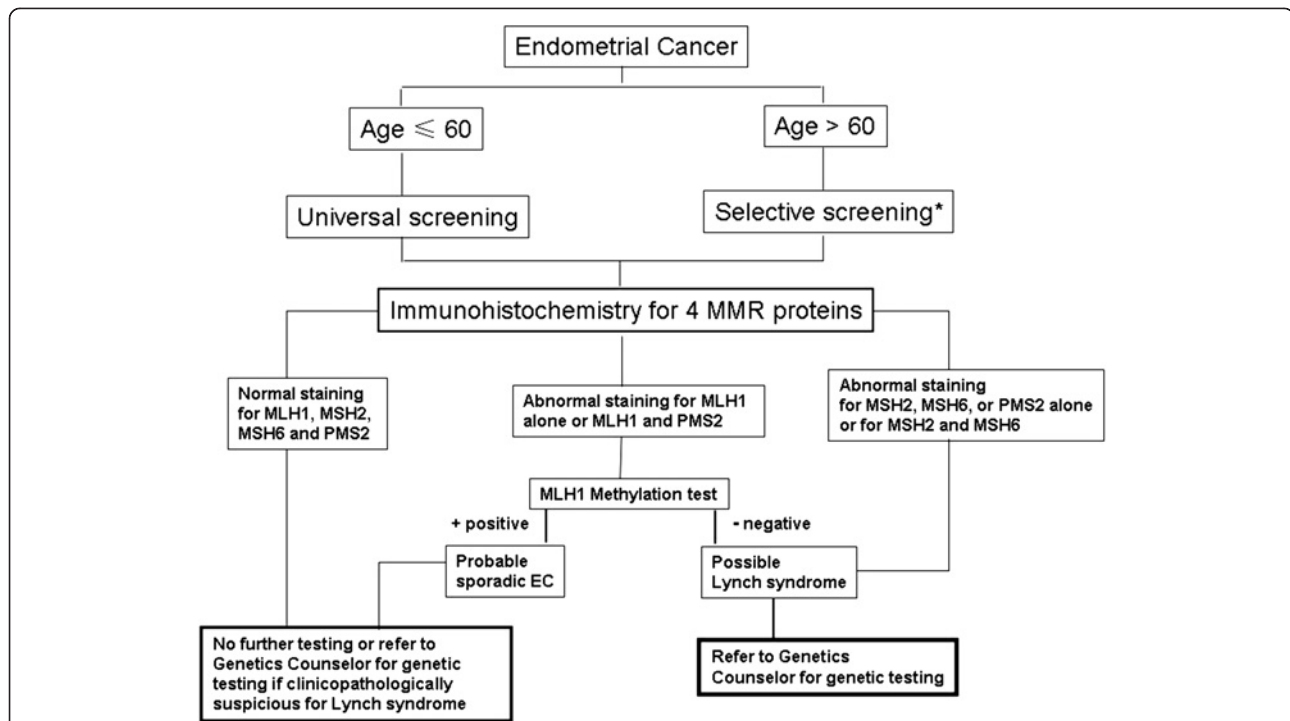 Endometrial Cancer
Age ≤ 60
Age > 60
Universal screening
Selective screening*
Immunohistochemistry for 4 MMR proteins
Normal staining
for MLH1, MSH2,
MSH6 and PMS2
Abnormal staining for MLH1
alone or MLH1 and PMS2
Abnormal staining
for MSH2, MSH6, or PMS2 alone
or for MSH2 and MSH6
MLH1 Methylation test
+ positive
- negative
Probable
sporadic EC
Possible
Lynch syndrome
No further testing or refer to
Genetics Counselor for genetic
testing if clinicopathologically
suspicious for Lynch syndrome
Refer to Genetics
Counselor for genetic testing